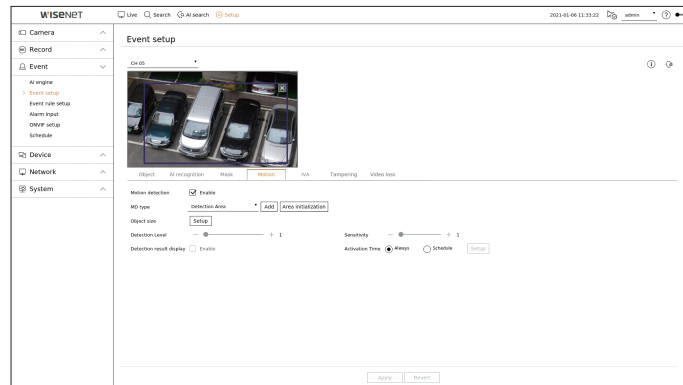 WISENET
Live Search AI search Setup
2021-01-06 11:33:22 admin
Camera
Record
Event
AI engine
Event setup
Event rule setup
Alarm input
ONVIF setup
Schedule
Device
Network
System
Event setup
CH 05
Object AI recognition Mask Motion IVA Tampering Video loss
Motion detection Enable
MD type Detection Area Add Area initialization
Object size Setup
Detection Level 1 Sensitivity 1
Detection result display Enable Activation Time Always Schedule Setup
Apply Revert